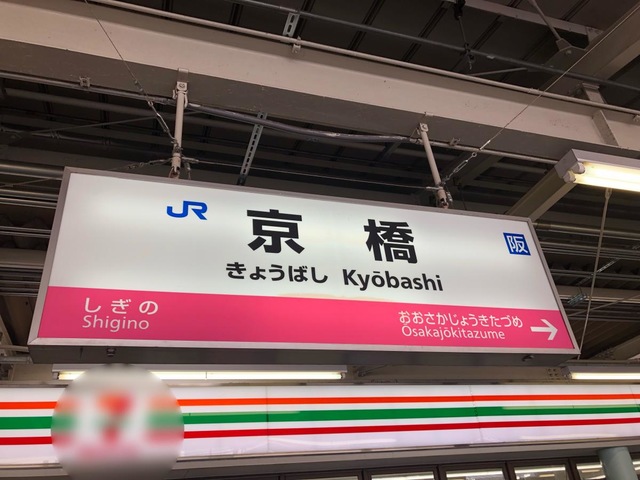 JR 京橋 阪
きょうばし Kyōbashi
しぎの
Shigino
おおさかじょうきたづめ
Osakajōkitazume